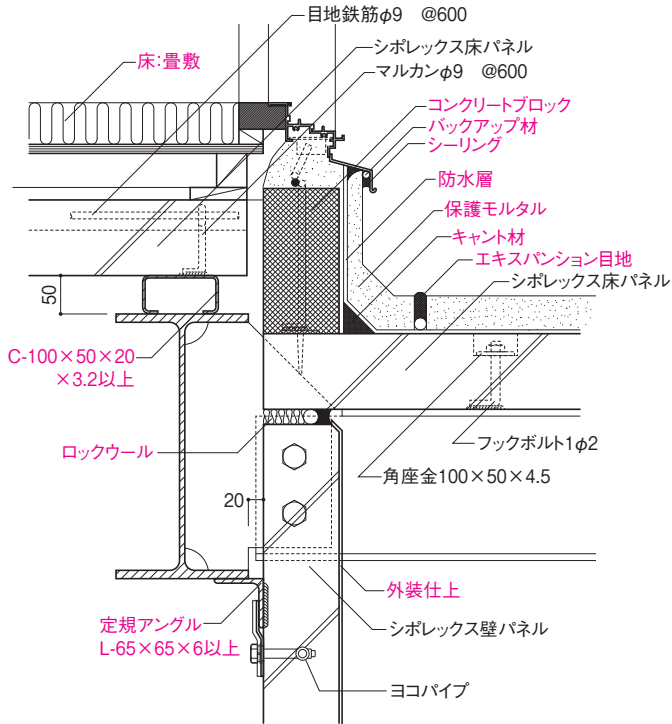 目地鉄筋φ9　@600
シポレックス床パネル
床:畳敷
マルカンφ9　@600
コンクリートブロック
バックアップ材
シーリング
防水層
保護モルタル
キャント材
エキスパンション目地
シポレックス床パネル
50
C-100×50×20
×3.2以上
ロックウール
フックボルト1φ2
角座金100×50×4.5
20
外装仕上
定規アングル
L-65×65×6以上
シポレックス壁パネル
ヨコパイプ